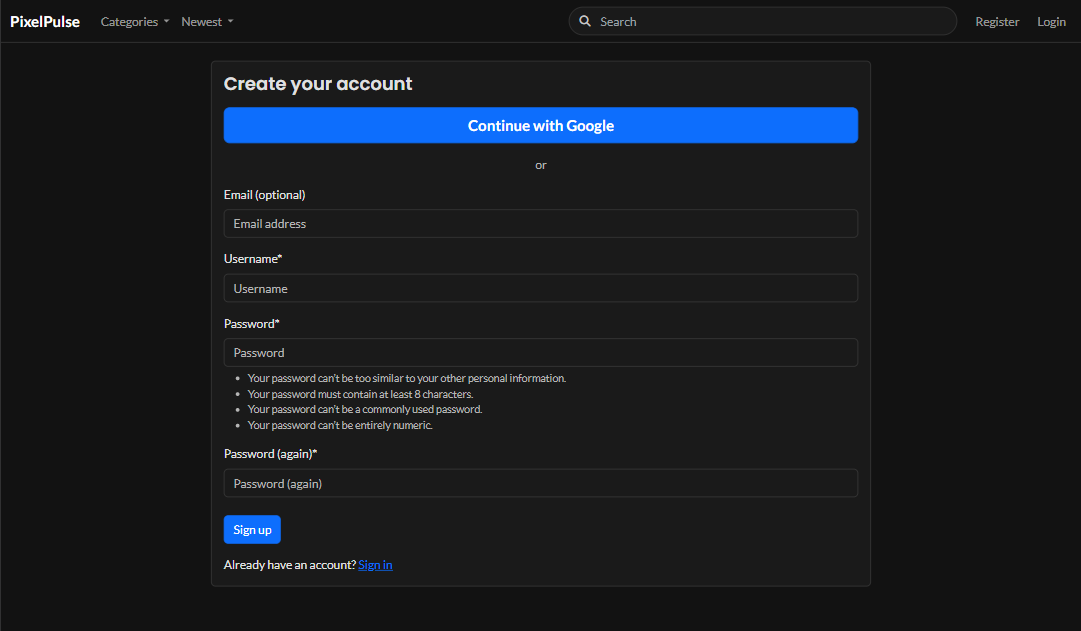 PixelPulse Categories Newest Search Register Login
Create your account
Continue with Google
or
Email (optional)
Email address
Username*
Username
Password*
Password
Your password can't be too similar to your other personal information.
Your password must contain at least 8 characters.
Your password can't be a commonly used password.
Your password can't be entirely numeric.
Password (again)*
Password (again)
Sign up
Already have an account? Sign in